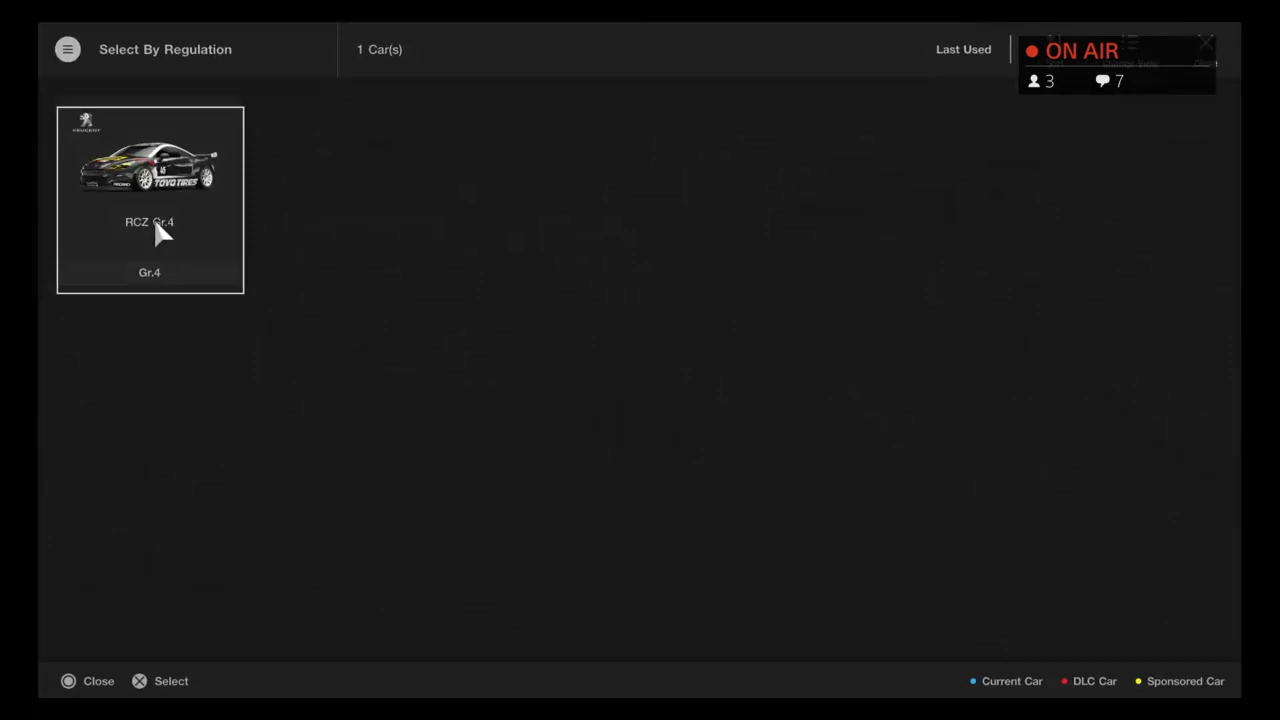 Select By Regulation
1 Car(s)
Last Used
ON AIR
3
7
PEUGEOT
45
TOYO TIRES
RCZ Gr.4
Gr.4
Close
Select
Current Car
DLC Car
Sponsored Car